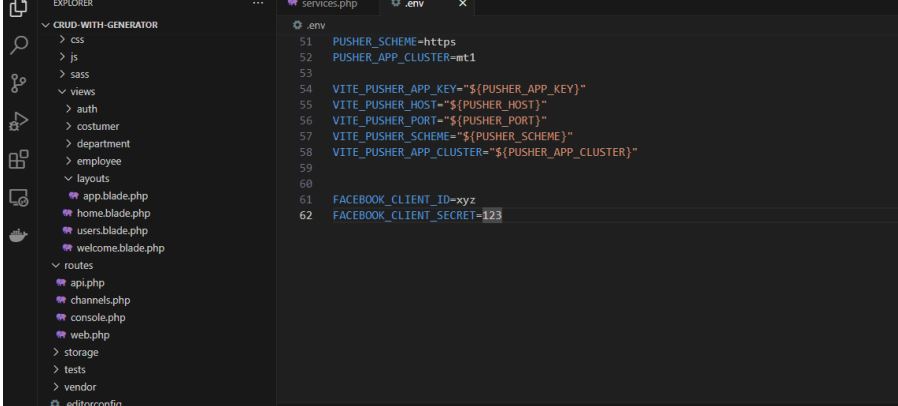 EXPLORER
CRUD-WITH-GENERATOR
css
js
sass
views
auth
costumer
department
employee
layouts
app.blade.php
home.blade.php
users.blade.php
welcome.blade.php
routes
api.php
channels.php
console.php
web.php
storage
tests
vendor
.editorconfig
services.php
.env
.env
51 PUSHER_SCHEME=https
52 PUSHER_APP_CLUSTER=mt1
53
54 VITE_PUSHER_APP_KEY="${PUSHER_APP_KEY}"
55 VITE_PUSHER_HOST="${PUSHER_HOST}"
56 VITE_PUSHER_PORT="${PUSHER_PORT}"
57 VITE_PUSHER_SCHEME="${PUSHER_SCHEME}"
58 VITE_PUSHER_APP_CLUSTER="${PUSHER_APP_CLUSTER}"
59
60
61 FACEBOOK_CLIENT_ID=xyz
62 FACEBOOK_CLIENT_SECRET=123